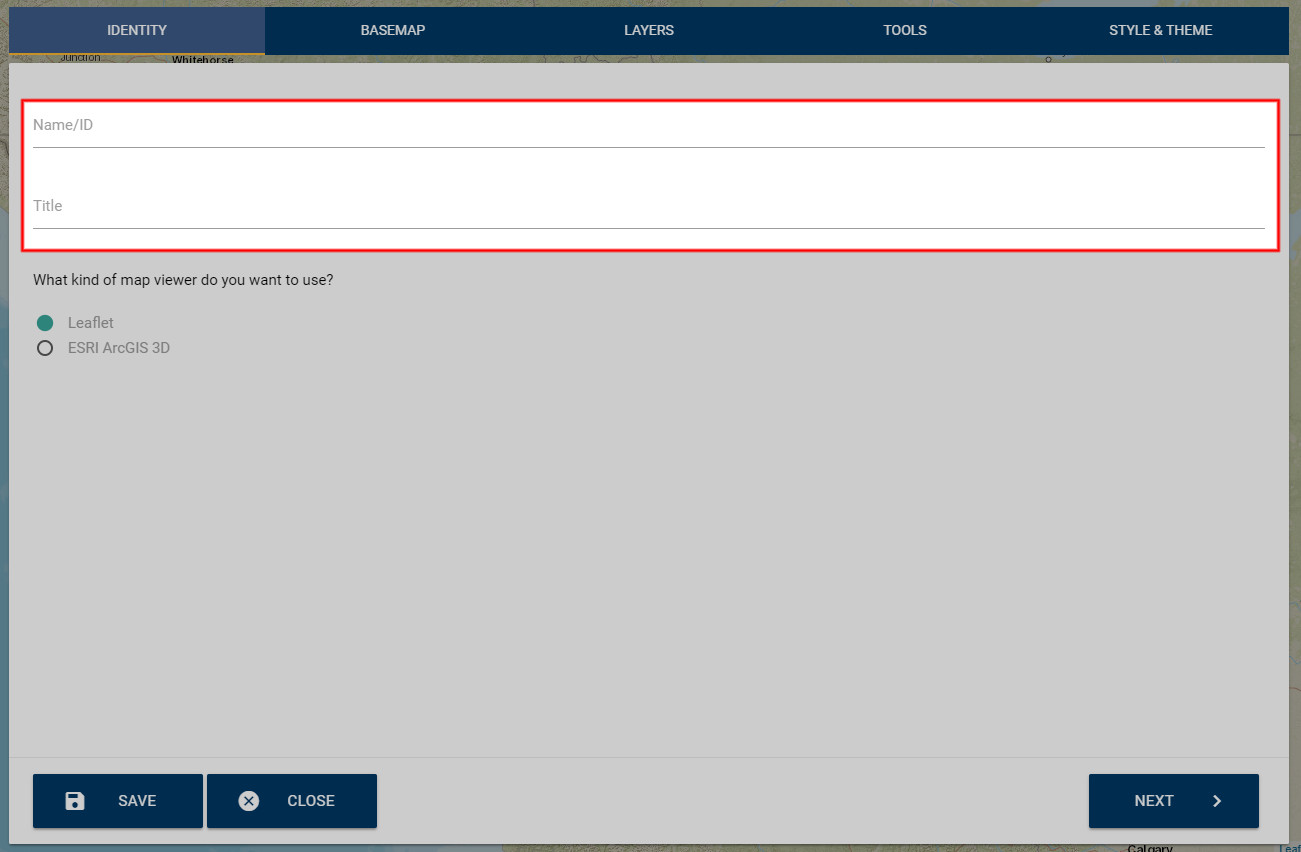 IDENTITY BASEMAP LAYERS TOOLS STYLE & THEME
Junction Whitehorse
Name/ID
Title
What kind of map viewer do you want to use?
Leaflet
ESRI ArcGIS 3D
SAVE CLOSE NEXT
Calgary Leaf